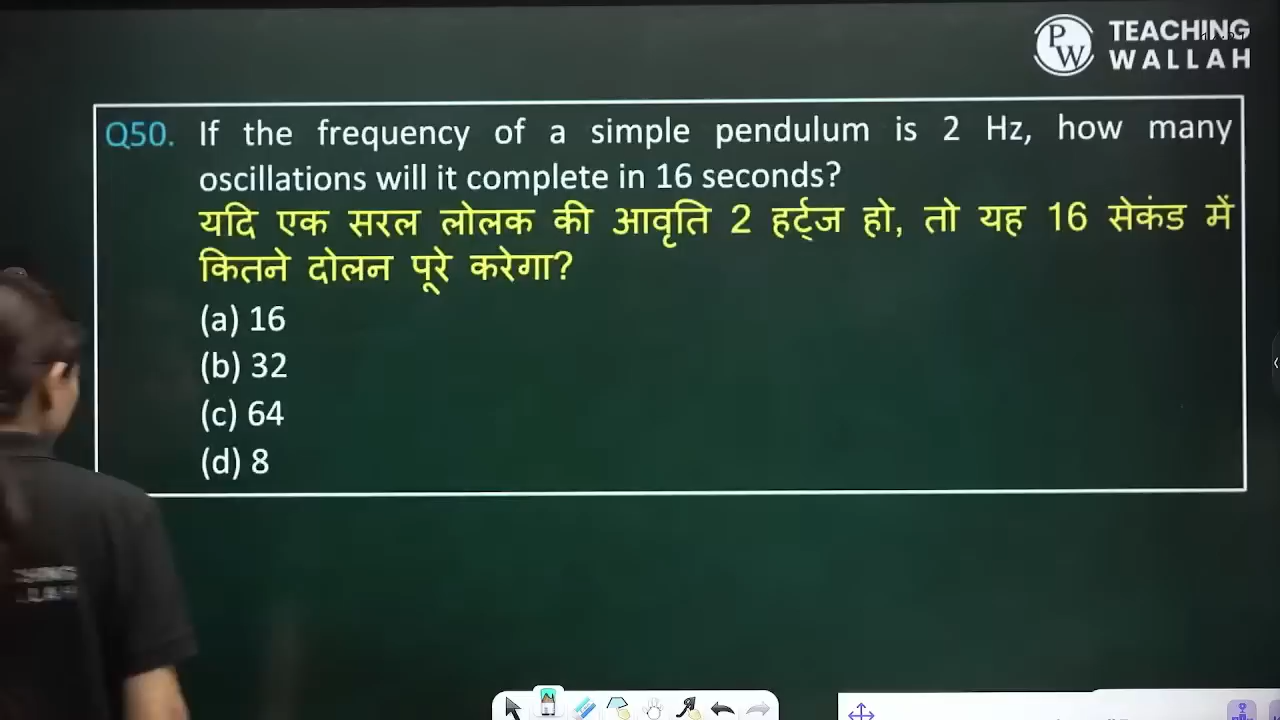 TEACHING
WALLAH
PW
Q50. If the frequency of a simple pendulum is 2 Hz, how many
oscillations will it complete in 16 seconds?
यदि एक सरल लोलक की आवृति 2 हर्ट्ज हो, तो यह 16 सेकंड में
कितने दोलन पूरे करेगा?
(a) 16
(b) 32
(c) 64
(d) 8